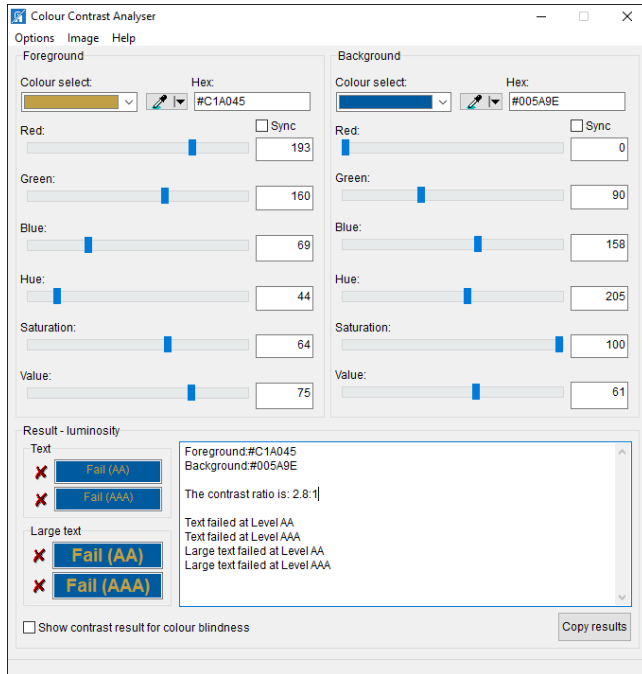 Colour Contrast Analyser
Options Image Help
Foreground
Colour select: Hex:
#C1A045
Red: Sync
193
Green:
160
Blue:
69
Hue:
44
Saturation:
64
Value:
75
Background
Colour select: Hex:
#005A9E
Red: Sync
0
Green:
90
Blue:
158
Hue:
205
Saturation:
100
Value:
61
Result - luminosity
Text
Fail (AA)
Fail (AAA)
Large text
Fail (AA)
Fail (AAA)
Foreground:#C1A045
Background:#005A9E
The contrast ratio is: 2.8:1
Text failed at Level AA
Text failed at Level AAA
Large text failed at Level AA
Large text failed at Level AAA
Show contrast result for colour blindness
Copy results